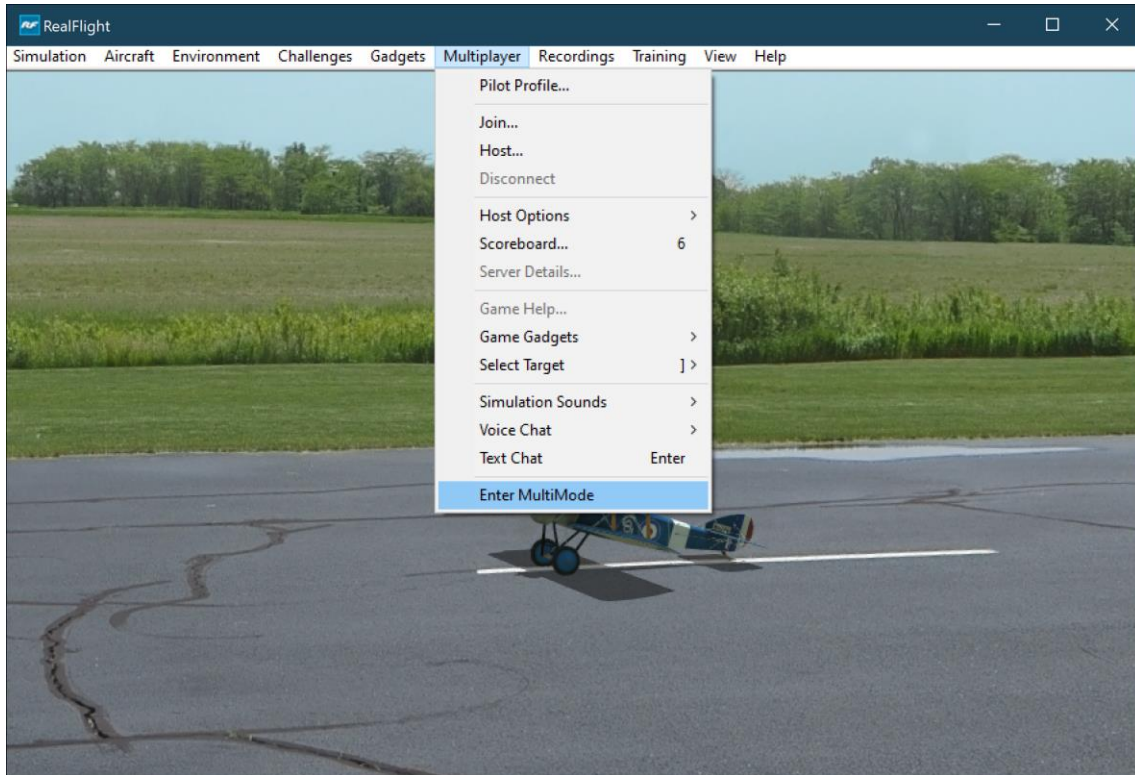 RealFlight
Simulation Aircraft Environment Challenges Gadgets Multiplayer Recordings Training View Help
Pilot Profile...
Join...
Host...
Disconnect
Host Options >
Scoreboard... 6
Server Details...
Game Help...
Game Gadgets >
Select Target ] >
Simulation Sounds >
Voice Chat >
Text Chat Enter
Enter MultiMode